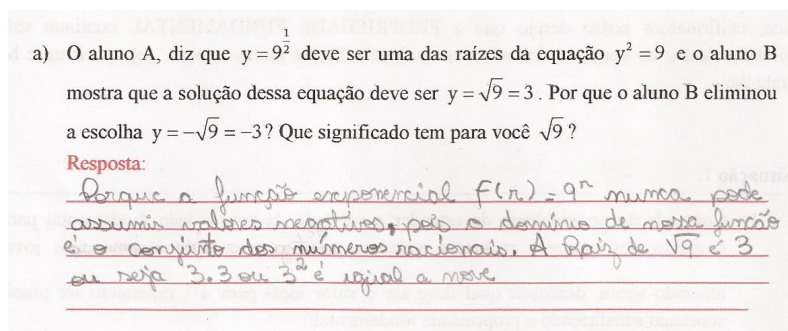 a) O aluno A, diz que y = 9^{1/2} deve ser uma das raízes da equação y² = 9 e o aluno B
mostra que a solução dessa equação deve ser y = √9 = 3. Por que o aluno B eliminou
a escolha y = −√9 = −3? Que significado tem para você √9?
Resposta:
Porque a função exponencial f(r) = 9^r nunca pode
assumir valores negativos, pois o domínio de nossa função
é o conjunto dos números racionais. A Raiz de √9 é 3
ou seja 3.3 ou 3² é igual a nove